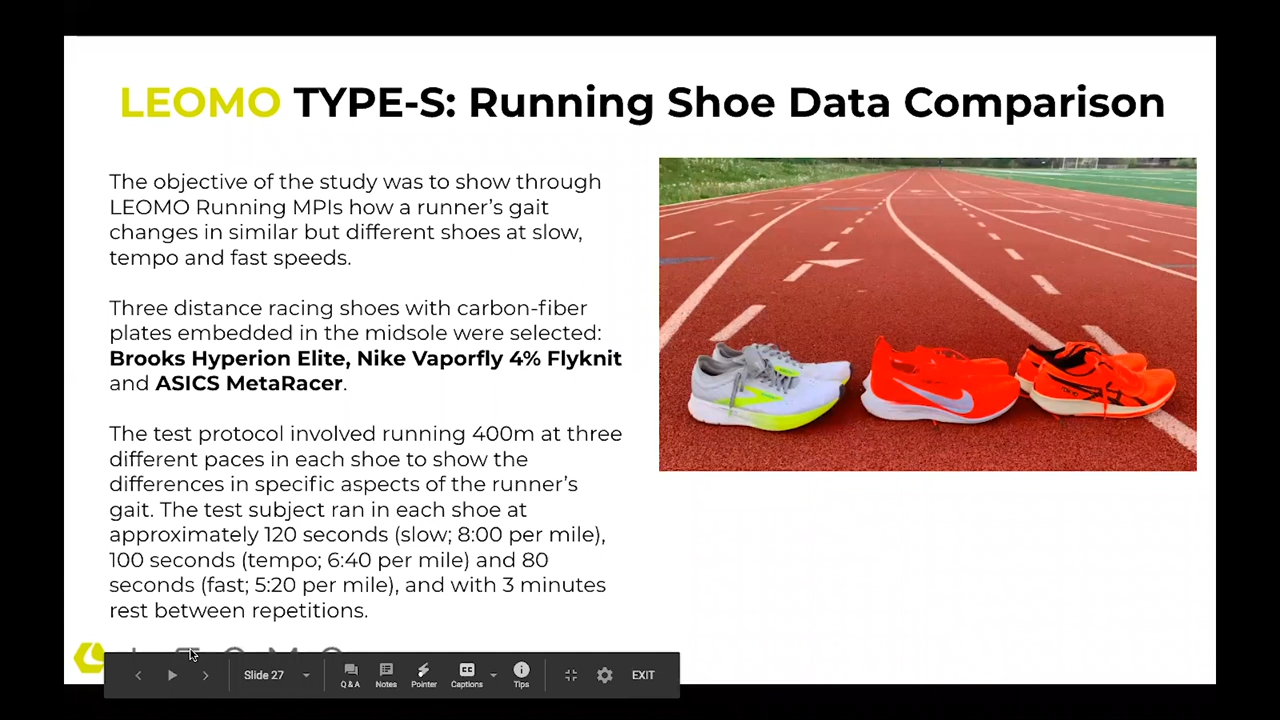 LEOMO TYPE-S: Running Shoe Data Comparison
The objective of the study was to show through
LEOMO Running MPIs how a runner's gait
changes in similar but different shoes at slow,
tempo and fast speeds.
Three distance racing shoes with carbon-fiber
plates embedded in the midsole were selected:
Brooks Hyperion Elite, Nike Vaporfly 4% Flyknit
and ASICS MetaRacer.
The test protocol involved running 400m at three
different paces in each shoe to show the
differences in specific aspects of the runner's
gait. The test subject ran in each shoe at
approximately 120 seconds (slow; 8:00 per mile),
100 seconds (tempo; 6:40 per mile) and 80
seconds (fast; 5:20 per mile), and with 3 minutes
rest between repetitions.
Slide 27
Q & A
Notes
Pointer
Captions
Tips
EXIT